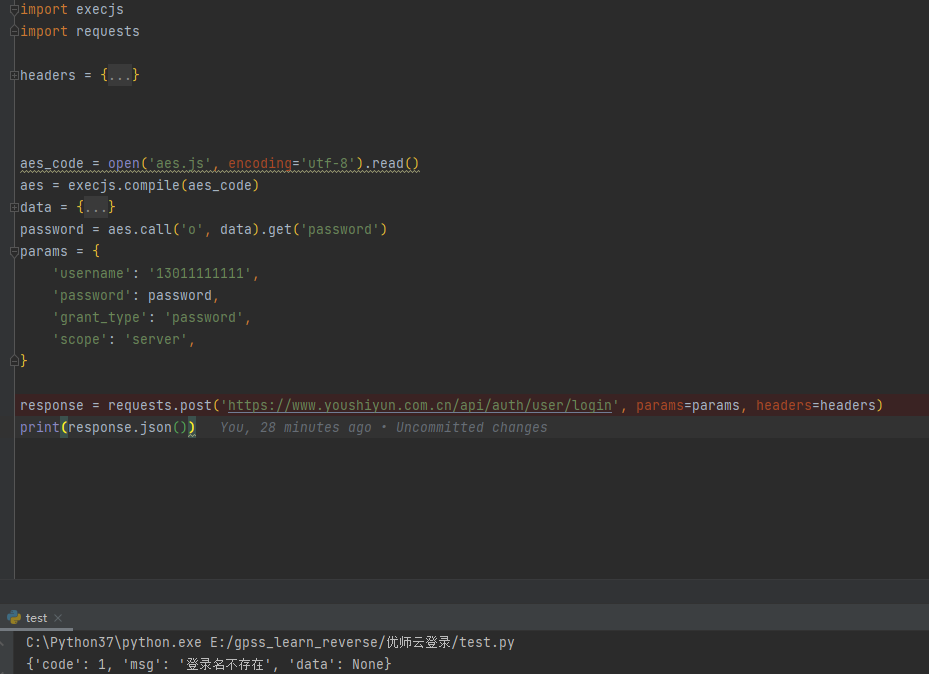 import execjs
import requests
headers = {...}
aes_code = open('aes.js', encoding='utf-8').read()
aes = execjs.compile(aes_code)
data = {...}
password = aes.call('o', data).get('password')
params = {
    'username': '13011111111',
    'password': password,
    'grant_type': 'password',
    'scope': 'server',
}
response = requests.post('https://www.youshiyun.com.cn/api/auth/user/login', params=params, headers=headers)
print(response.json())   You, 28 minutes ago • Uncommitted changes
test ×
C:\Python37\python.exe E:/gpss_learn_reverse/优师云登录/test.py
{'code': 1, 'msg': '登录名不存在', 'data': None}